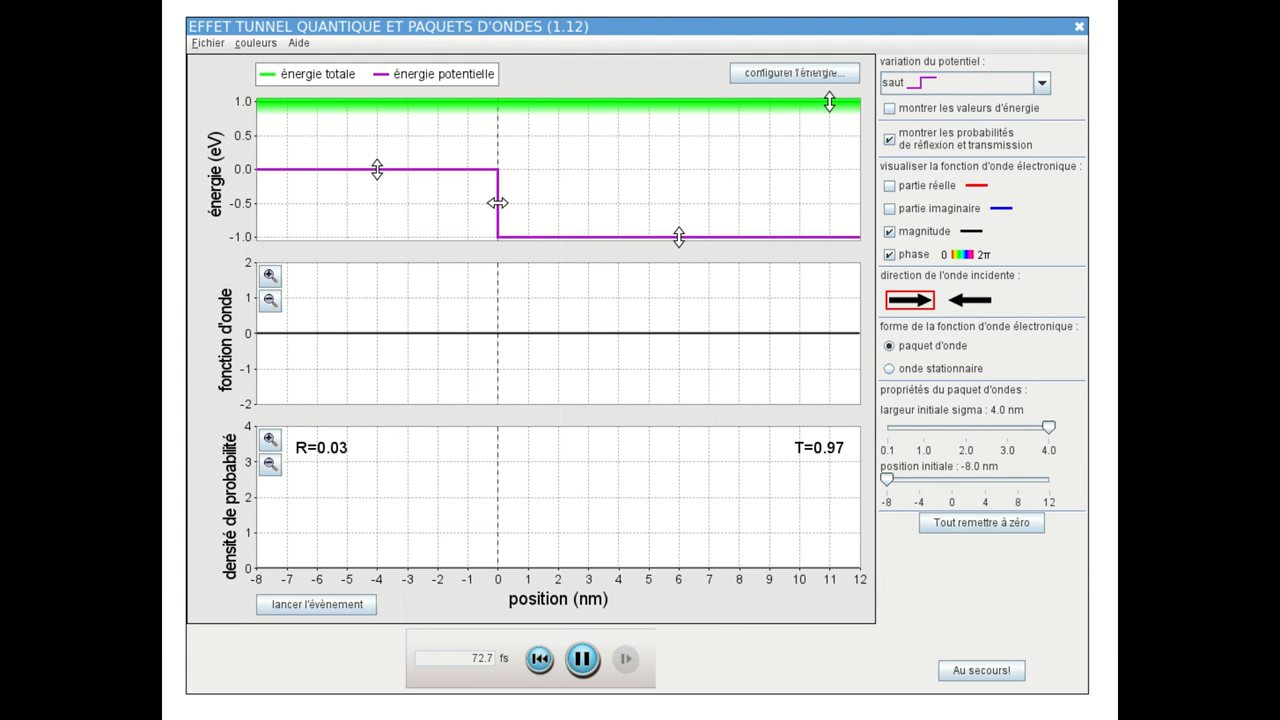 EFFET TUNNEL QUANTIQUE ET PAQUETS D'ONDES (1.12)
Fichier couleurs Aide
énergie totale énergie potentielle
configurer l'énergie...
énergie (eV)
1.0
0.5
0.0
-0.5
-1.0
fonction d'onde
2
1
0
-1
-2
densité de probabilité
4
3
2
1
0
R=0.03
T=0.97
-8 -7 -6 -5 -4 -3 -2 -1 0 1 2 3 4 5 6 7 8 9 10 11 12
position (nm)
lancer l'évènement
72.7 fs
variation du potentiel :
saut
montrer les valeurs d'énergie
montrer les probabilités
de réflexion et transmission
visualiser la fonction d'onde électronique :
partie réelle
partie imaginaire
magnitude
phase 0 2π
direction de l'onde incidente :
forme de la fonction d'onde électronique :
paquet d'onde
onde stationnaire
propriétés du paquet d'ondes :
largeur initiale sigma : 4.0 nm
0.1 1.0 2.0 3.0 4.0
position initiale : -8.0 nm
-8 -4 0 4 8 12
Tout remettre à zéro
Au secours!